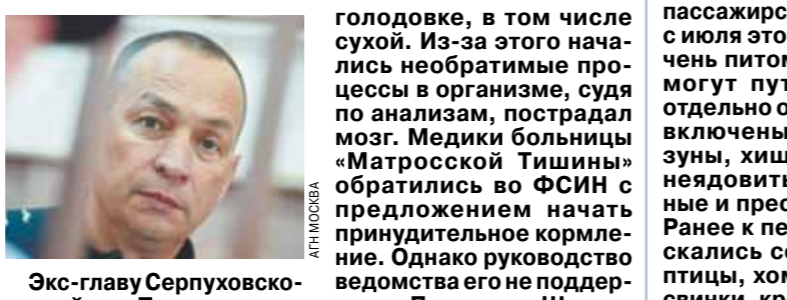 АГН МОСКВА
Экс-главу Серпуховско-
голодовке, в том числе
сухой. Из-за этого нача-
лись необратимые про-
цессы в организме, судя
по анализам, пострадал
мозг. Медики больницы
«Матросской Тишины»
обратились во ФСИН с
предложением начать
принудительное кормле-
ние. Однако руководство
ведомства его не поддер-
пассажирс
с июля это
чень питом
могут пут
отдельно о
включены
зуны, хищ
неядовиты
ные и прес
Ранее к пе
скались со
птицы, хом